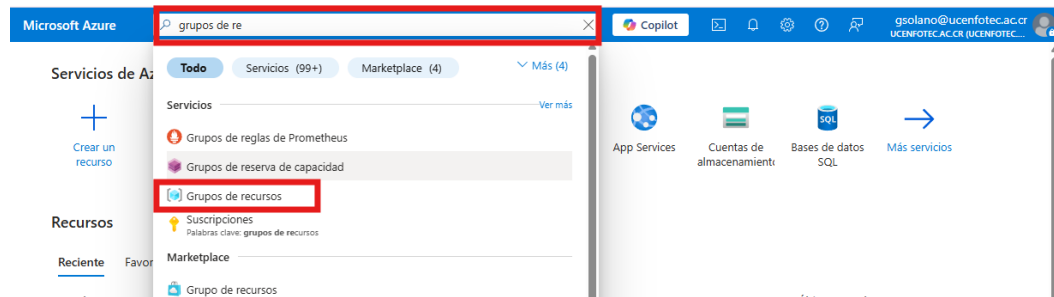 Microsoft Azure
grupos de re
Copilot
gsolano@ucenfotec.ac.cr
UCENFOTEC.AC.CR (UCENFOTEC....
Servicios de Az
Todo
Servicios (99+)
Marketplace (4)
Más (4)
Servicios
Ver más
Grupos de reglas de Prometheus
Grupos de reserva de capacidad
Grupos de recursos
Suscripciones
Palabras clave: grupos de recursos
Marketplace
Grupo de recursos
Crear un
recurso
App Services
Cuentas de
almacenamiento
SQL
Bases de datos
SQL
Más servicios
Recursos
Reciente
Favor